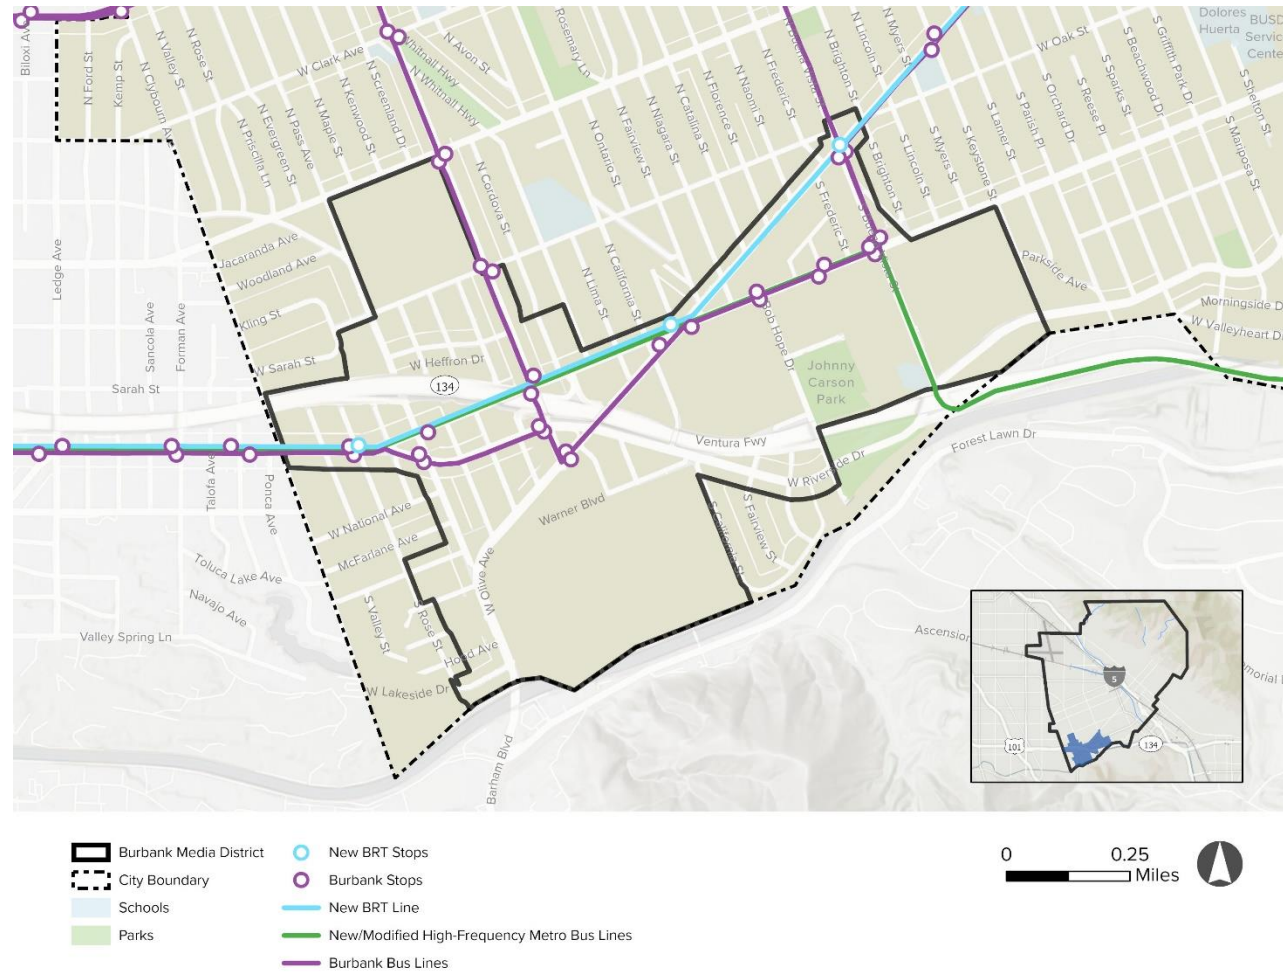 Biloxi Ave
N Ford St
Kemp St
N Valley St
N Rose St
N Clybourn Ave
W Clark Ave
N Screenland Dr
N Kenwood St
N Maple St
N Pass Ave
N Evergreen St
N Priscilla Ln
Whitnall Hwy
N Whitnall Hwy
N Avon St
Rosemary Ln
N Cordova St
N Ontario St
N Fairview St
N Niagara St
N Catalina St
N Florence St
N Naomi St
N Frederic St
N Buena Vista St
N Brighton St
N Lincoln St
N Myers St
W Oak St
Dolores
Huerta
BUSD
Service
Center
S Griffith Park Dr
S Beachwood Dr
S Sparks St
S Reese Pl
S Orchard Dr
S Parish Pl
S Lamer St
S Keystone St
S Myers St
S Lincoln St
S Brighton St
S Shelton St
S Mariposa St
S Frederic St
N California St
N Lima St
Jacaranda Ave
Woodland Ave
Kling St
W Sarah St
Sarah St
W Heffron Dr
134
Ledge Ave
Sancola Ave
Forman Ave
Bob Hope Dr
Johnny
Carson
Park
Parkside Ave
Morningside D
W Valleyheart Dr
Ventura Fwy
Forest Lawn Dr
W Riverside Dr
Talofa Ave
Ponca Ave
W National Ave
McFarlane Ave
Warner Blvd
S California St
S Fairview St
Toluca Lake Ave
Navajo Ave
Valley Spring Ln
S Valley St
S Rose St
W Olive Ave
Hood Ave
W Lakeside Dr
Barham Blvd
Ascension
emorial
5
101
134
Burbank Media District
City Boundary
Schools
Parks
New BRT Stops
Burbank Stops
New BRT Line
New/Modified High-Frequency Metro Bus Lines
Burbank Bus Lines
0 0.25
Miles